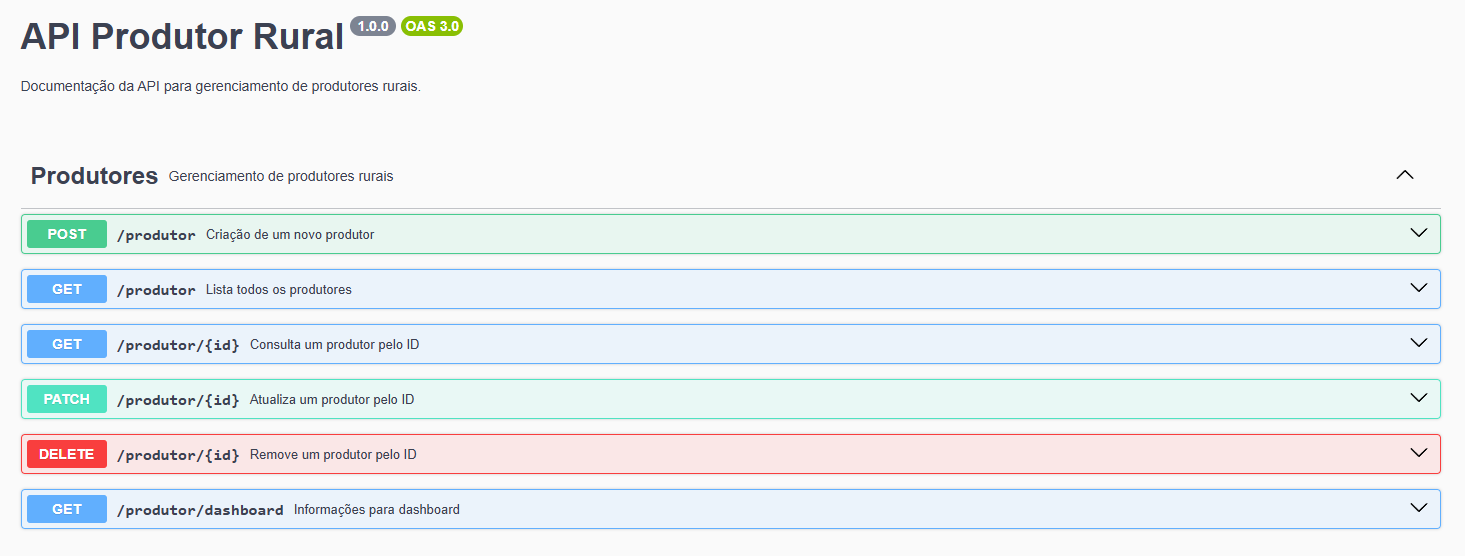 API Produtor Rural 1.0.0 OAS 3.0
Documentação da API para gerenciamento de produtores rurais.
Produtores Gerenciamento de produtores rurais
POST /produtor Criação de um novo produtor
GET /produtor Lista todos os produtores
GET /produtor/{id} Consulta um produtor pelo ID
PATCH /produtor/{id} Atualiza um produtor pelo ID
DELETE /produtor/{id} Remove um produtor pelo ID
GET /produtor/dashboard Informações para dashboard